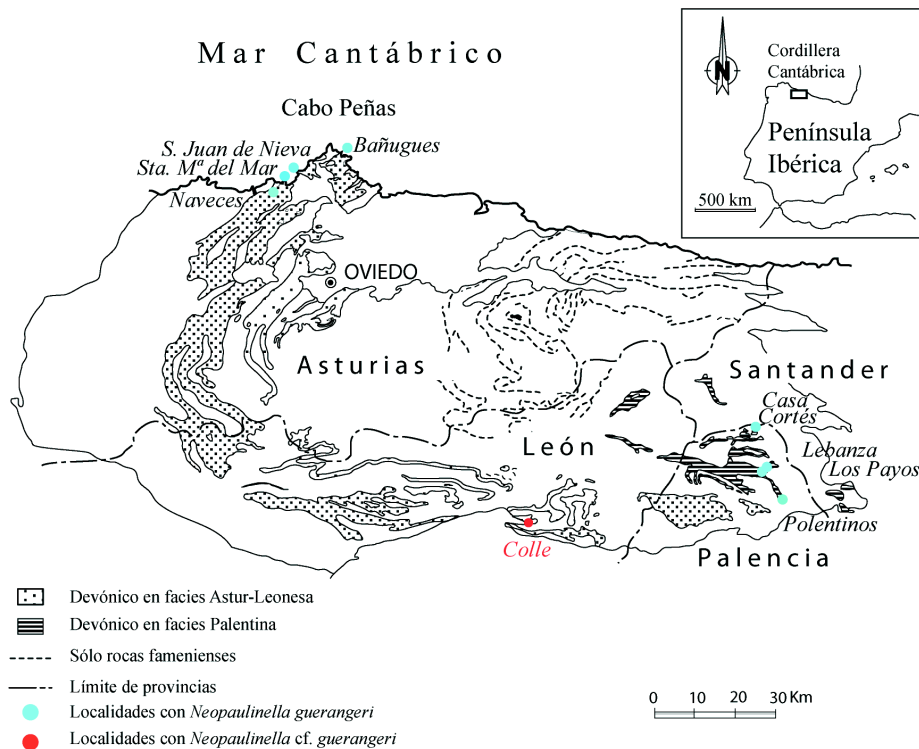 Mar Cantábrico
Cabo Peñas
S. Juan de Nieva
Bañugues
Sta. Mª del Mar
Naveces
OVIEDO
Asturias
Santander
Casa
Cortés
León
Lebanza
Los Payos
Polentinos
Colle
Palencia
N
Cordillera
Cantábrica
Península
Ibérica
500 km
Devónico en facies Astur-Leonesa
Devónico en facies Palentina
Sólo rocas famenienses
Límite de provincias
Localidades con Neopaulinella guerangeri
Localidades con Neopaulinella cf. guerangeri
0 10 20 30 Km